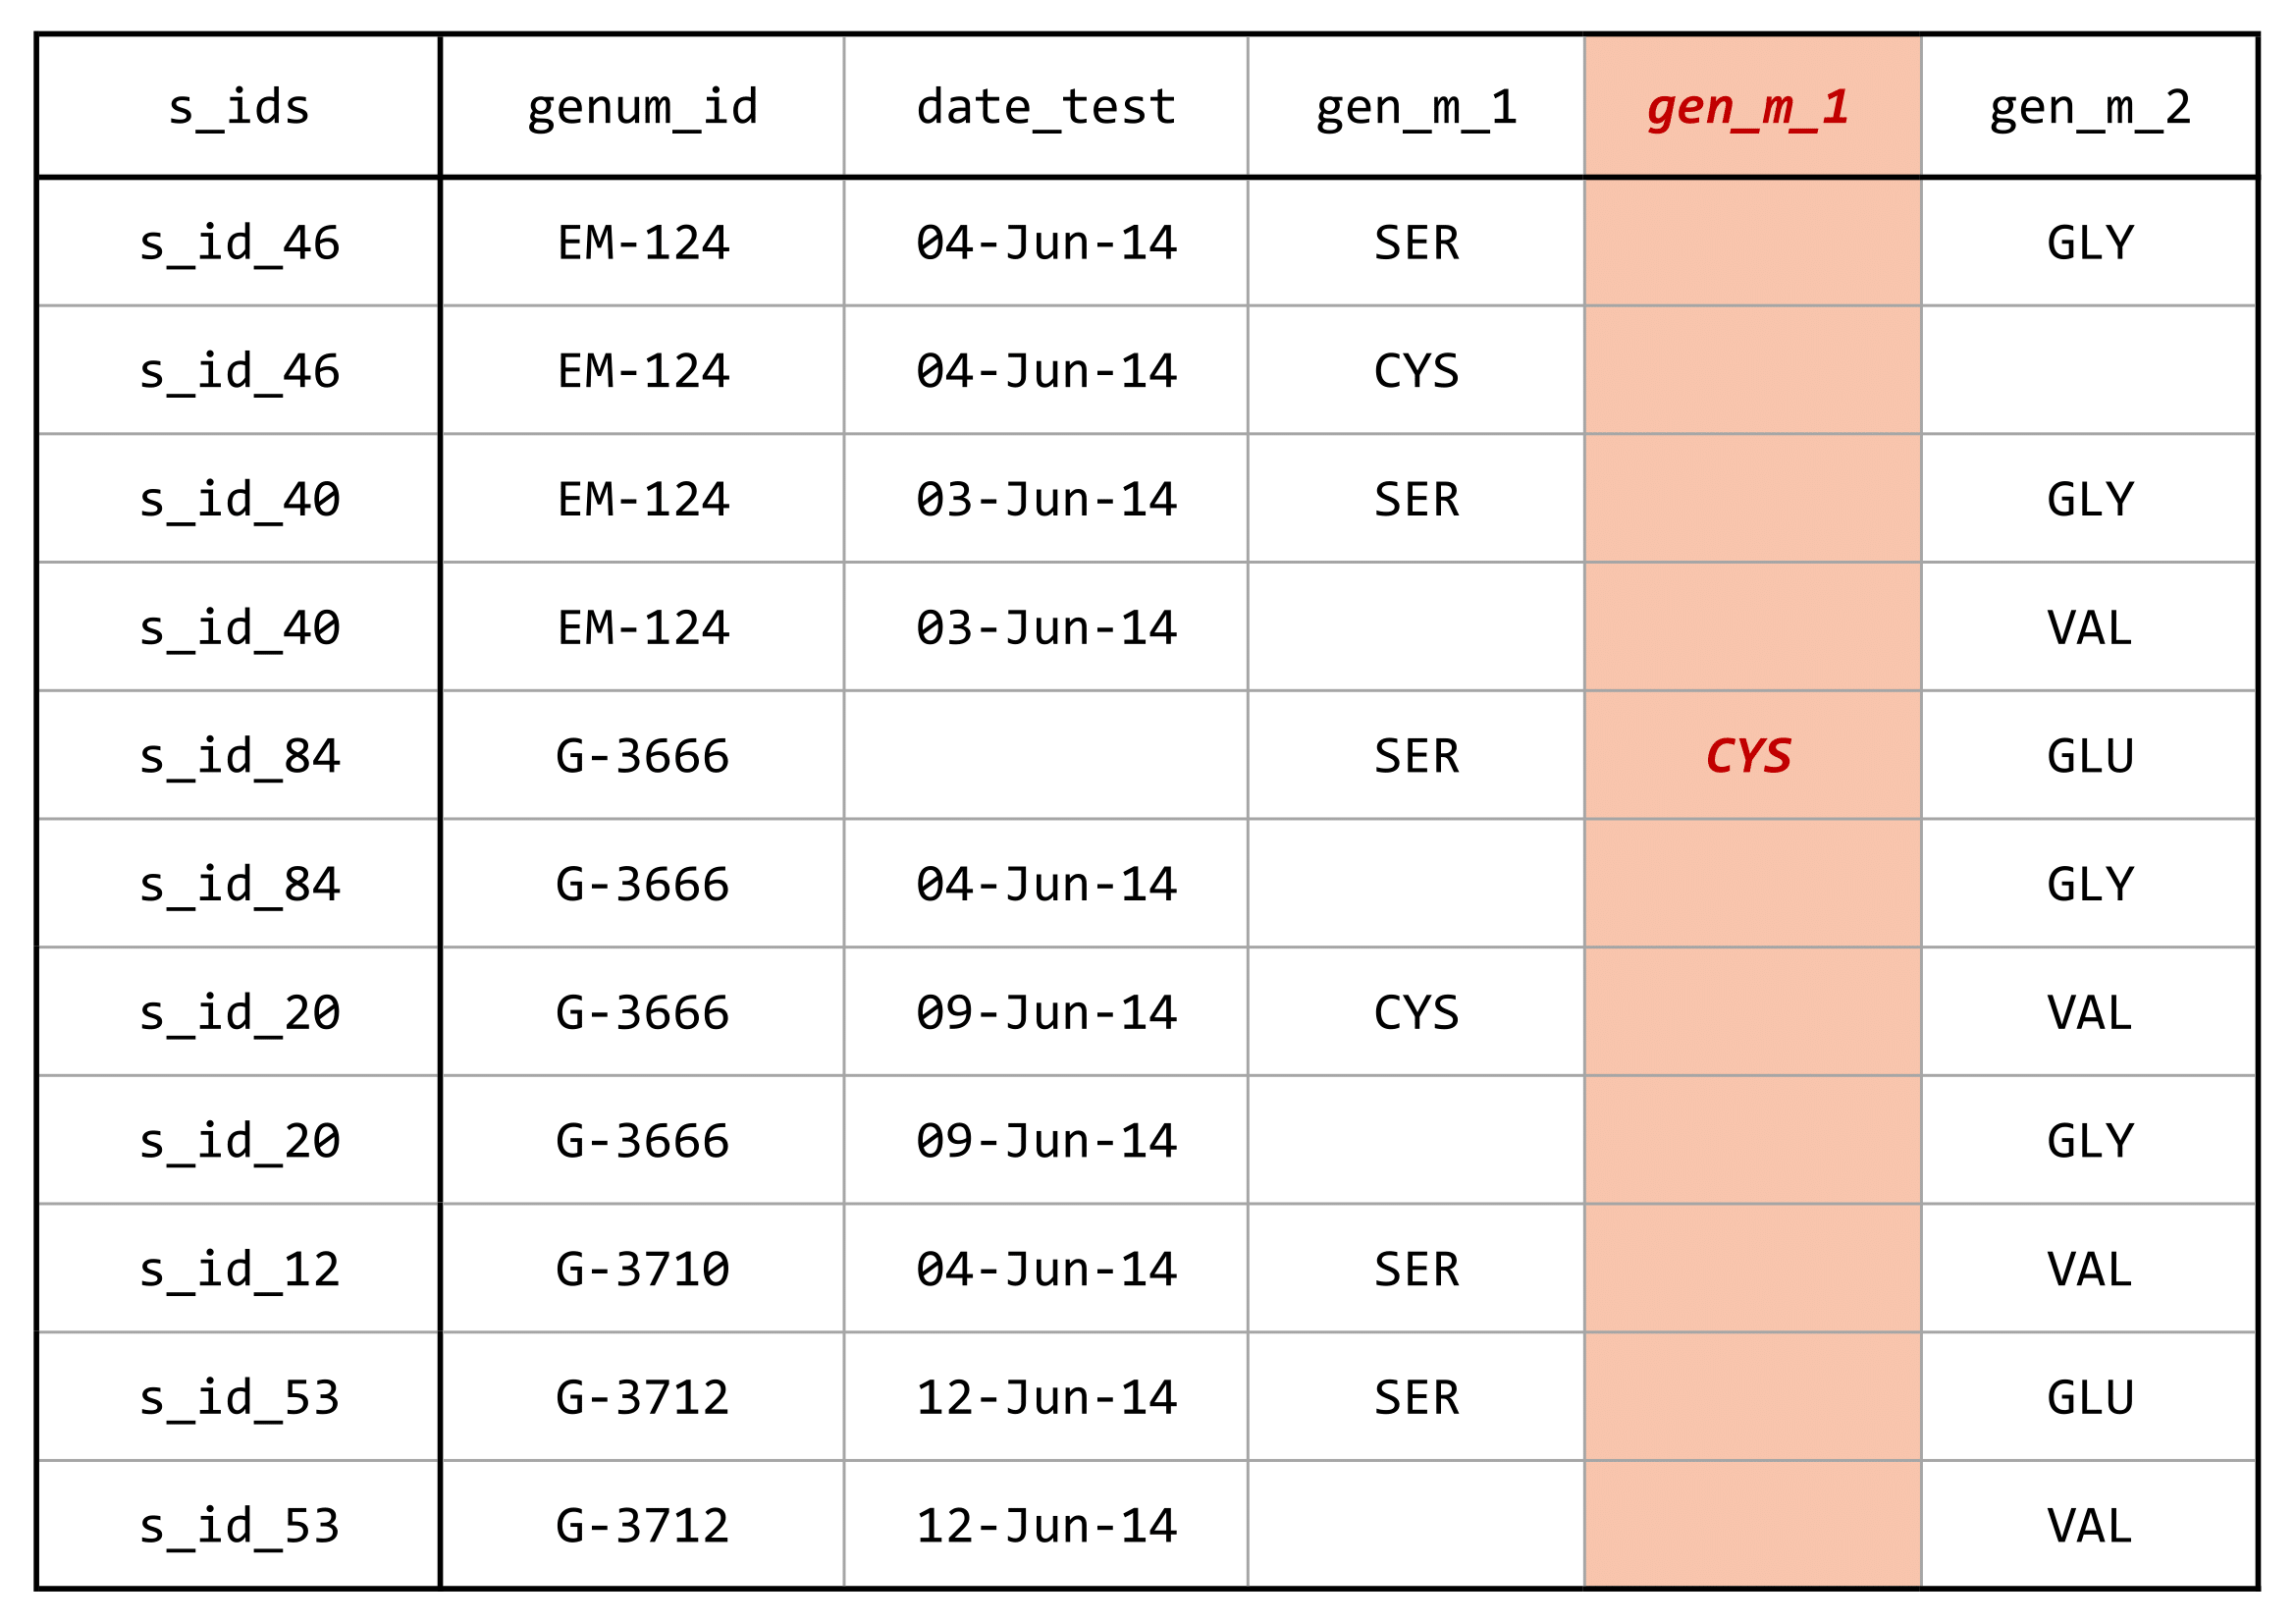 s_ids genum_id date_test gen_m_1 gen_m_1 gen_m_2
s_id_46 EM-124 04-Jun-14 SER GLY
s_id_46 EM-124 04-Jun-14 CYS
s_id_40 EM-124 03-Jun-14 SER GLY
s_id_40 EM-124 03-Jun-14 VAL
s_id_84 G-3666 SER CYS GLU
s_id_84 G-3666 04-Jun-14 GLY
s_id_20 G-3666 09-Jun-14 CYS VAL
s_id_20 G-3666 09-Jun-14 GLY
s_id_12 G-3710 04-Jun-14 SER VAL
s_id_53 G-3712 12-Jun-14 SER GLU
s_id_53 G-3712 12-Jun-14 VAL